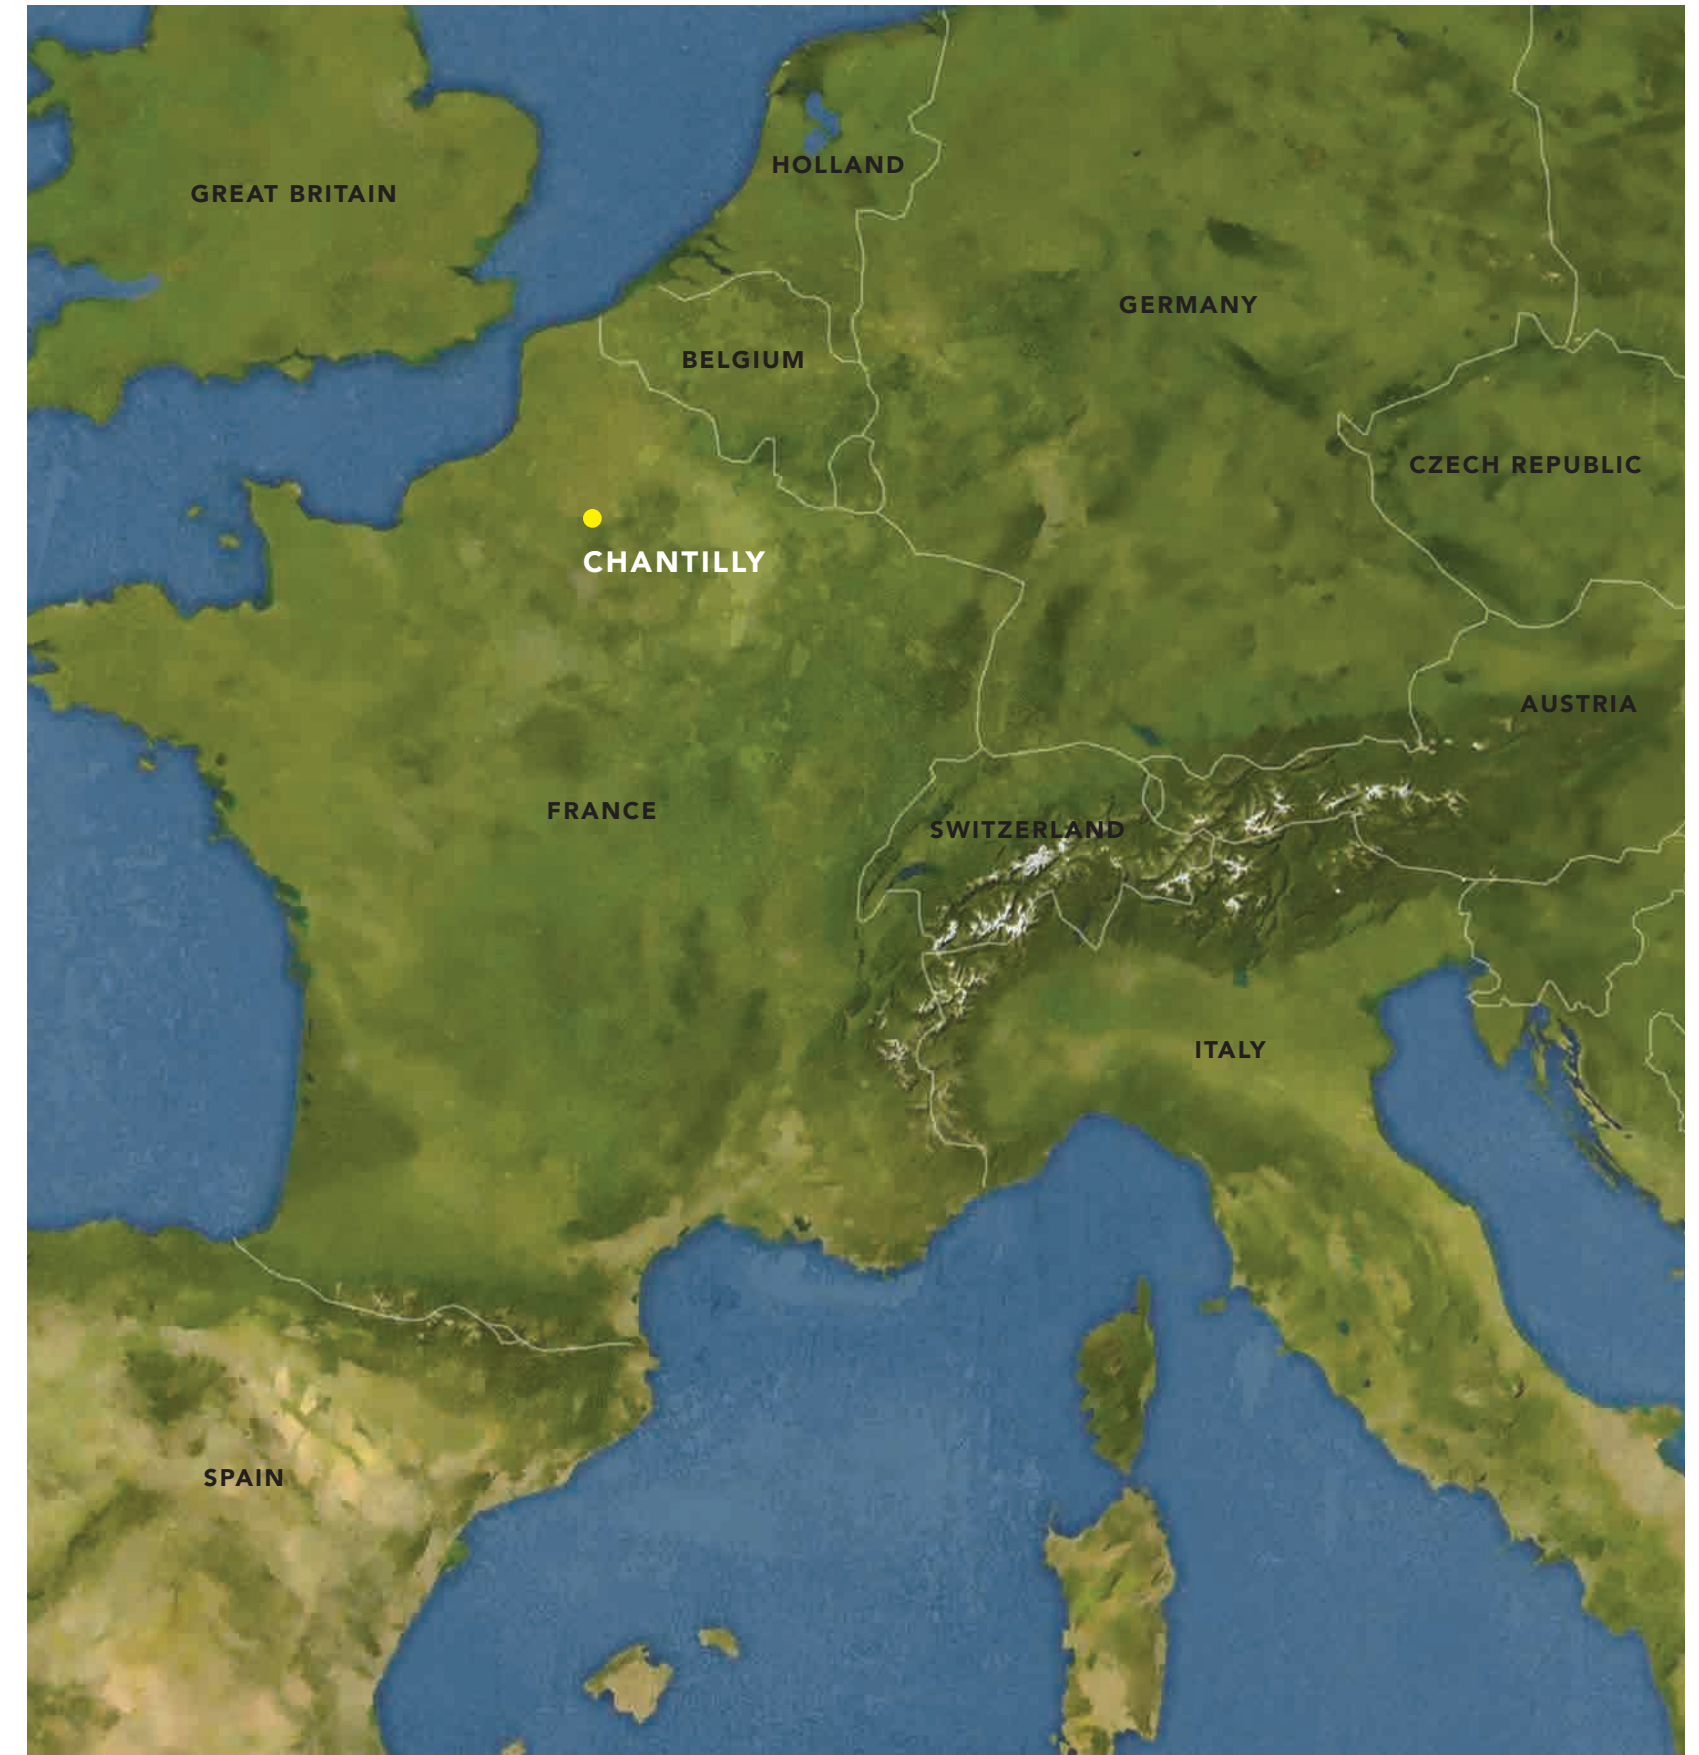 HOLLAND
GREAT BRITAIN
GERMANY
BELGIUM
CZECH REPUBLIC
CHANTILLY
AUSTRIA
FRANCE
SWITZERLAND
ITALY
SPAIN